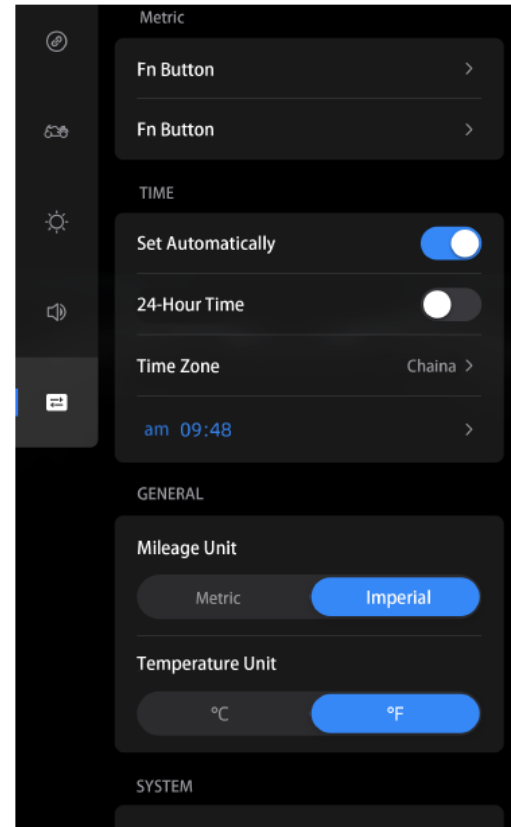 Metric
Fn Button
Fn Button
TIME
Set Automatically
24-Hour Time
Time Zone Chaina
am 09:48
GENERAL
Mileage Unit
Metric Imperial
Temperature Unit
°C °F
SYSTEM